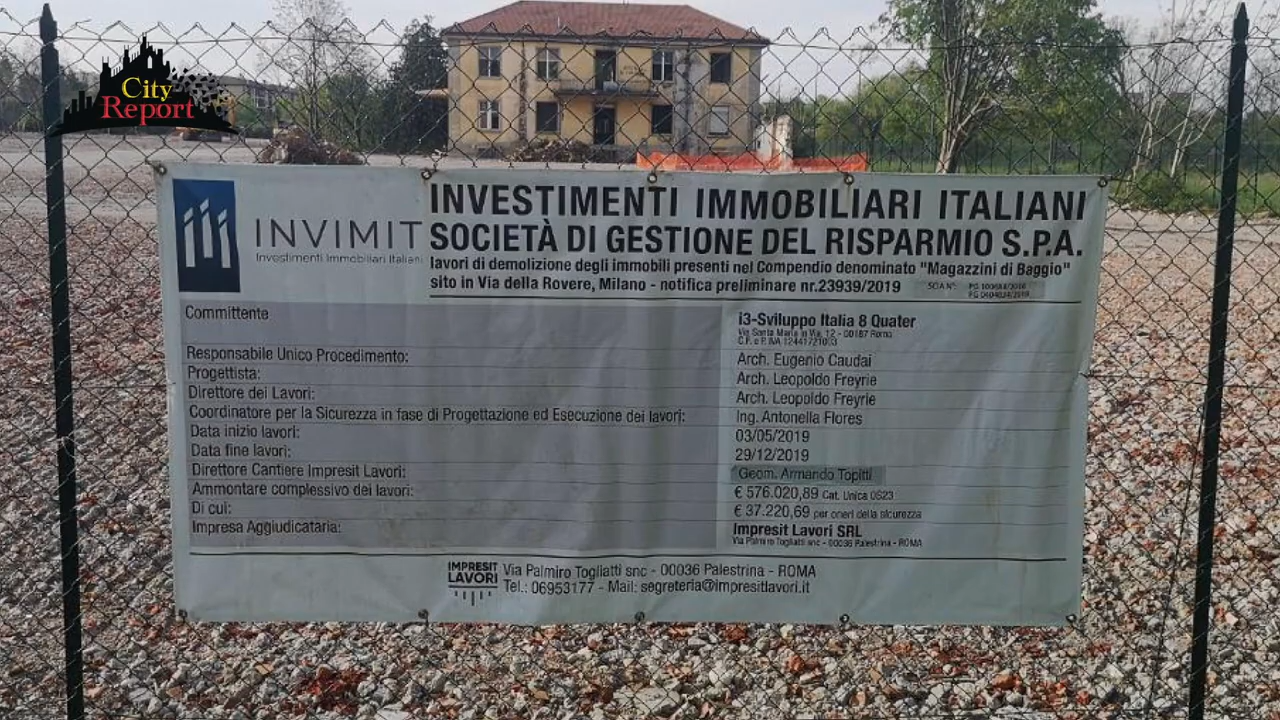 City
Report
INVIMIT
Investimenti Immobiliari Italiani
INVESTIMENTI IMMOBILIARI ITALIANI
SOCIETÀ DI GESTIONE DEL RISPARMIO S.P.A.
lavori di demolizione degli immobili presenti nel Compendio denominato "Magazzini di Baggio"
sito in Via della Rovere, Milano - notifica preliminare nr.23939/2019
Committente
i3-Sviluppo Italia 8 Quater
Via Santa Maria in Via, 12 - 00187 Roma
C.F. e P. IVA 12441721003
Responsabile Unico Procedimento: Arch. Eugenio Caudai
Progettista: Arch. Leopoldo Freyrie
Direttore dei Lavori: Arch. Leopoldo Freyrie
Coordinatore per la Sicurezza in fase di Progettazione ed Esecuzione dei lavori: Ing. Antonella Flores
Data inizio lavori: 03/05/2019
Data fine lavori: 29/12/2019
Direttore Cantiere Impresit Lavori: Geom. Armando Topitti
Ammontare complessivo dei lavori: € 576.020,89 Cat. Unica OS23
Di cui: € 37.220,69 per oneri della sicurezza
Impresa Aggiudicataria: Impresit Lavori SRL
Via Palmiro Togliatti snc - 00036 Palestrina - ROMA
IMPRESIT
LAVORI
Via Palmiro Togliatti snc - 00036 Palestrina - ROMA
Tel.: 06953177 - Mail: segreteria@impresitlavori.it